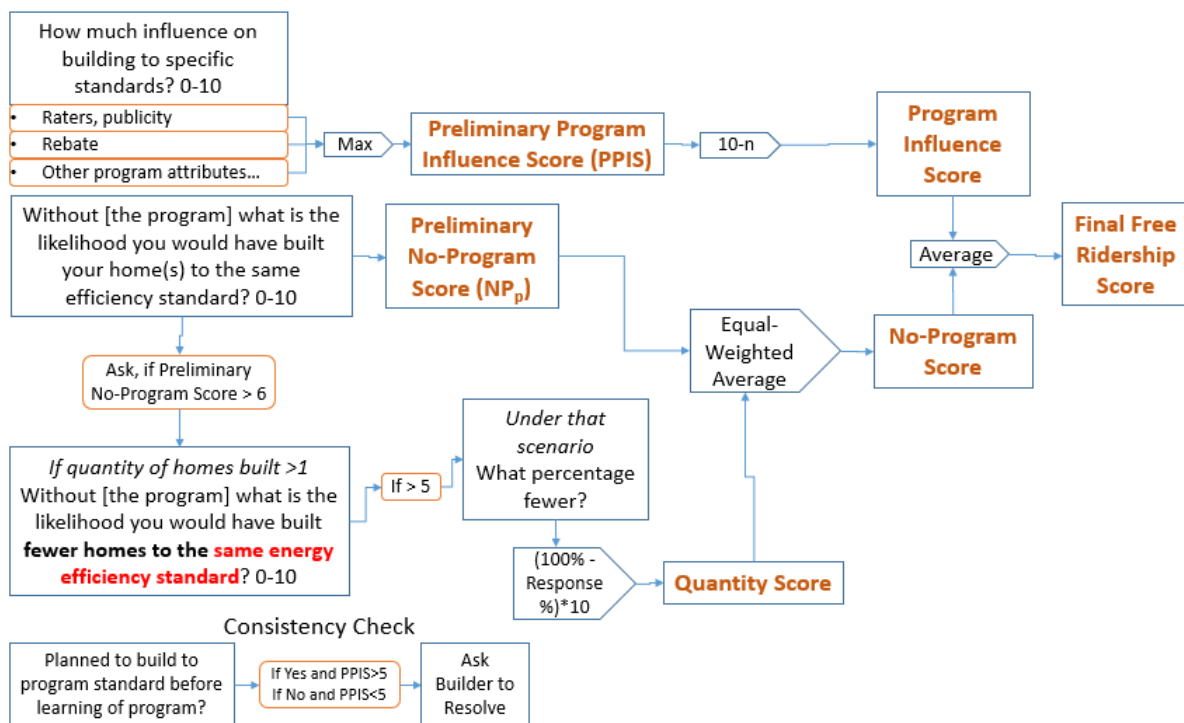 How much influence on
building to specific
standards? 0-10
• Raters, publicity
• Rebate
• Other program attributes...
Max
Preliminary Program
Influence Score (PPIS)
10-n
Program
Influence
Score
Without [the program] what is the
likelihood you would have built
your home(s) to the same
efficiency standard? 0-10
Preliminary
No-Program
Score (NPp)
Average
Final Free
Ridership
Score
Equal-
Weighted
Average
No-Program
Score
Ask, if Preliminary
No-Program Score > 6
If quantity of homes built >1
Without [the program] what is the
likelihood you would have built
fewer homes to the same energy
efficiency standard? 0-10
If > 5
Under that
scenario
What percentage
fewer?
(100% -
Response
%)*10
Quantity Score
Consistency Check
Planned to build to
program standard before
learning of program?
If Yes and PPIS>5
If No and PPIS<5
Ask
Builder to
Resolve